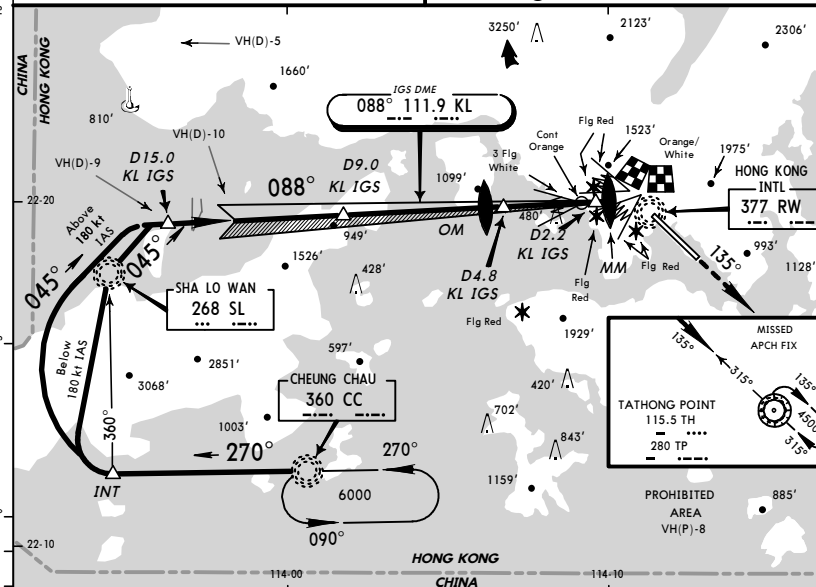 3250'
2123'
2306'
VH(D)-5
CHINA
HONG KONG
1660'
810'
IGS DME
088° 111.9 KL
VH(D)-10
VH(D)-9
D15.0
KL IGS
D9.0
KL IGS
088°
1099'
3 Flg
White
Cont
Orange
Flg Red
1523'
Orange/
White
1975'
HONG KONG
INTL
377 RW
22-20
Above
180 kt
IAS
045°
045°
949'
OM
480'
D2.2
KL IGS
MM
Flg Red
135°
993'
1128'
1526'
428'
D4.8
KL IGS
Flg
Red
SHA LO WAN
268 SL
Flg Red
1929'
MISSED
APCH FIX
135°
315°
135°
4500
315°
TATHONG POINT
115.5 TH
280 TP
Below
180 kt IAS
2851'
3068'
597'
420'
CHEUNG CHAU
360 CC
702'
360°
1003'
270°
270°
843'
INT
6000
090°
1159'
PROHIBITED
AREA
VH(P)-8
885'
22-10
114-00
114-10
HONG KONG
CHINA